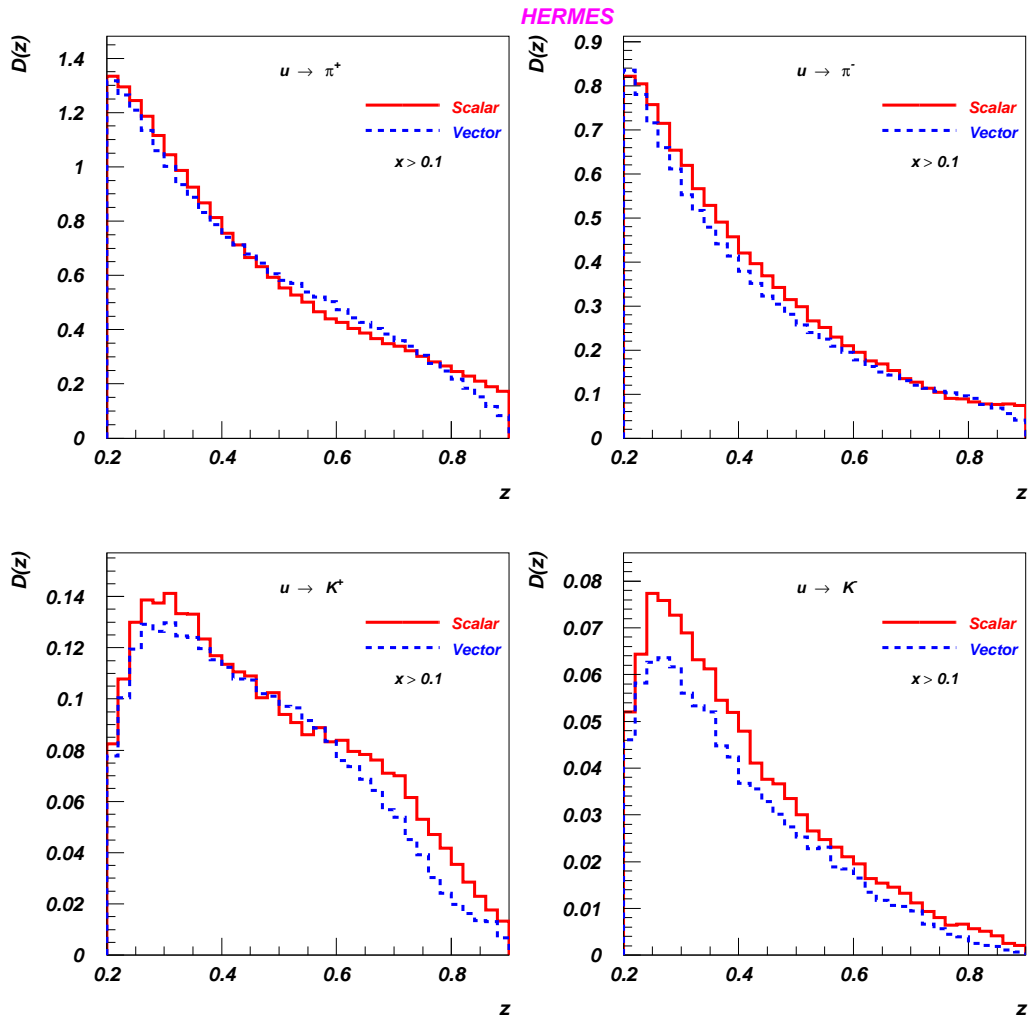 HERMES
D(z)
u → π⁺
Scalar
Vector
x > 0.1
1.4
1.2
1
0.8
0.6
0.4
0.2
0
0.2 0.4 0.6 0.8
z
D(z)
u → π⁻
Scalar
Vector
x > 0.1
0.9
0.8
0.7
0.6
0.5
0.4
0.3
0.2
0.1
0
0.2 0.4 0.6 0.8
z
D(z)
u → K⁺
Scalar
Vector
x > 0.1
0.14
0.12
0.1
0.08
0.06
0.04
0.02
0
0.2 0.4 0.6 0.8
z
D(z)
u → K⁻
Scalar
Vector
x > 0.1
0.08
0.07
0.06
0.05
0.04
0.03
0.02
0.01
0
0.2 0.4 0.6 0.8
z